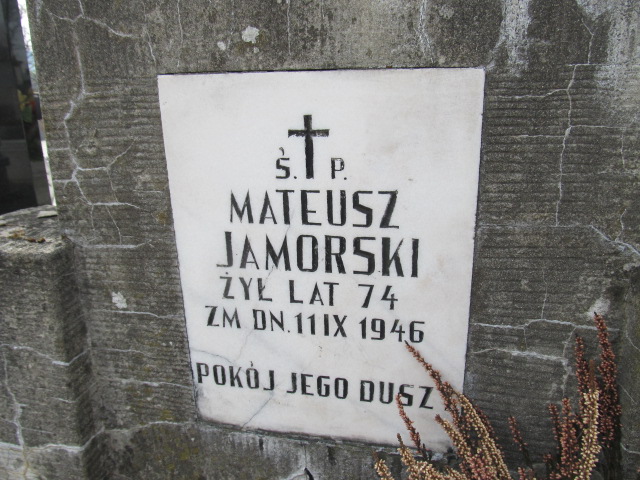 Ś. P.
MATEUSZ
JAMORSKI
ŻYŁ LAT 74
ZM DN. 11 IX 1946
POKÓJ JEGO DUSZ